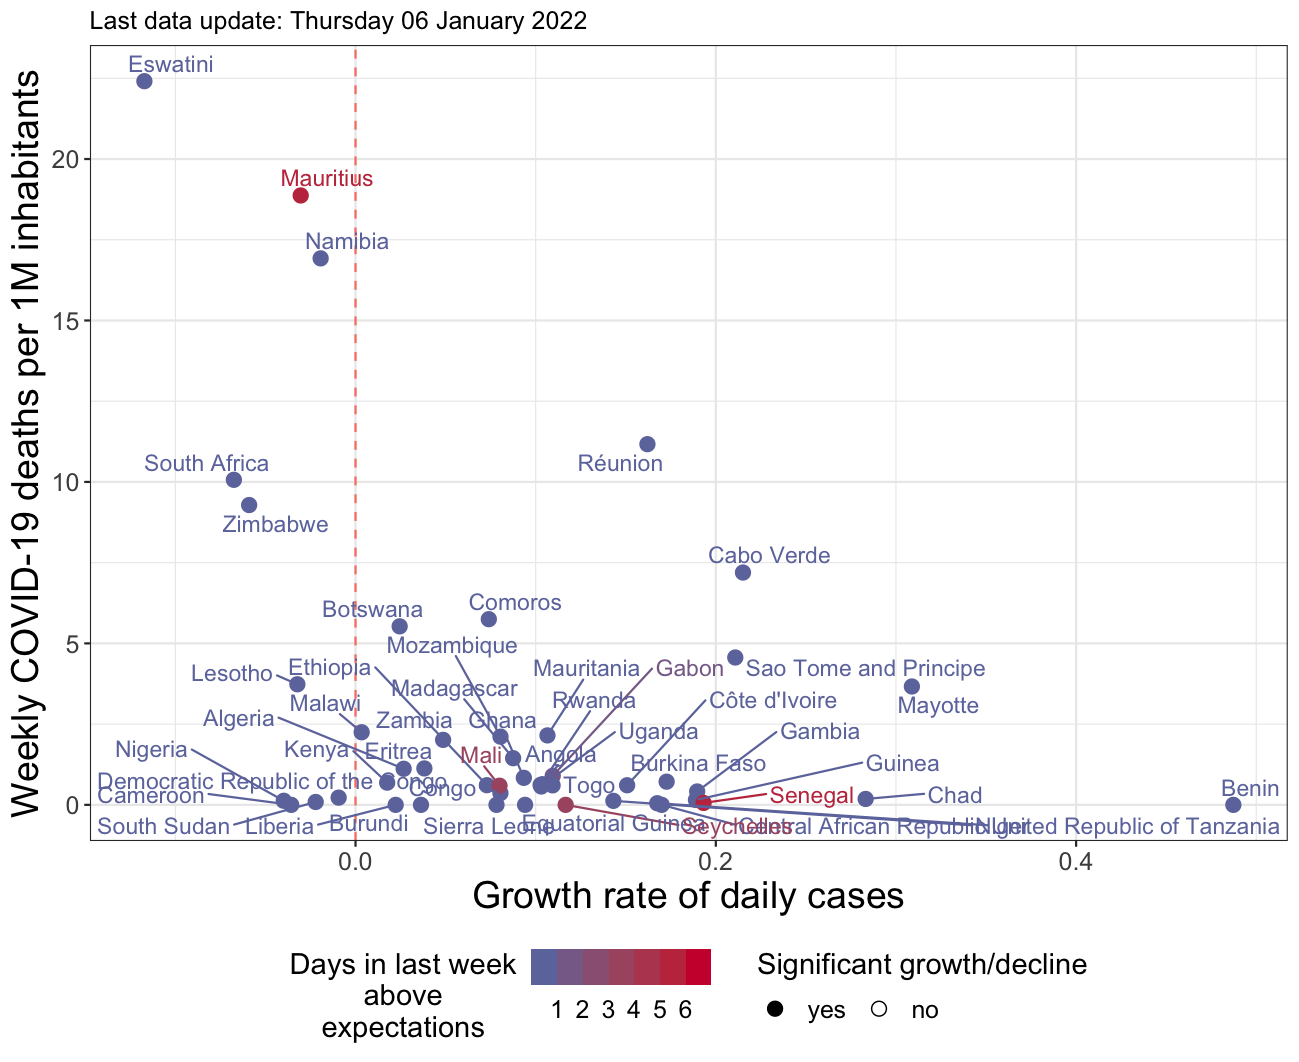 Last data update: Thursday 06 January 2022
Weekly COVID-19 deaths per 1M inhabitants
Eswatini
20
Mauritius
Namibia
15
South Africa
Réunion
10
Zimbabwe
Cabo Verde
Botswana
Comoros
5
Mozambique
Lesotho
Ethiopia
Mauritania
Gabon
Sao Tome and Principe
Malawi
Madagascar
Rwanda
Côte d'Ivoire
Mayotte
Algeria
Zambia
Ghana
Uganda
Gambia
Nigeria
Kenya
Eritrea
Mali
Angola
Burkina Faso
Guinea
Democratic Republic of the Congo
Congo
Togo
Benin
Cameroon
Senegal
Chad
0
South Sudan
Liberia
Burundi
Sierra Leone
Equatorial Guinea
Seychelles
Central African Republic
Niger
United Republic of Tanzania
0.0 0.2 0.4
Growth rate of daily cases
Days in last week
above
expectations
1 2 3 4 5 6
Significant growth/decline
yes no